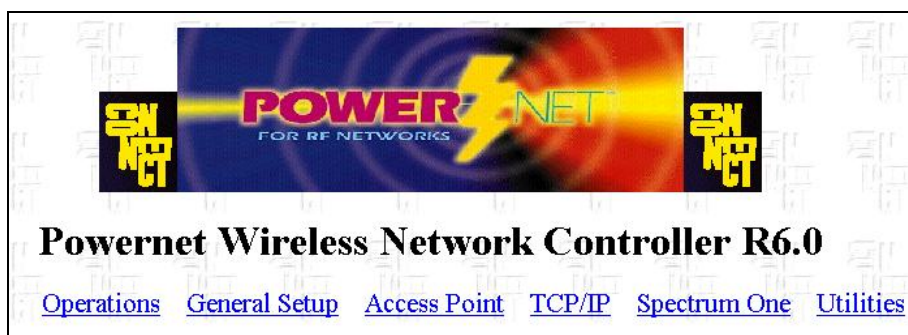 POWER NET™
FOR RF NETWORKS
CONNECT
CONNECT
Powernet Wireless Network Controller R6.0
Operations General Setup Access Point TCP/IP Spectrum One Utilities